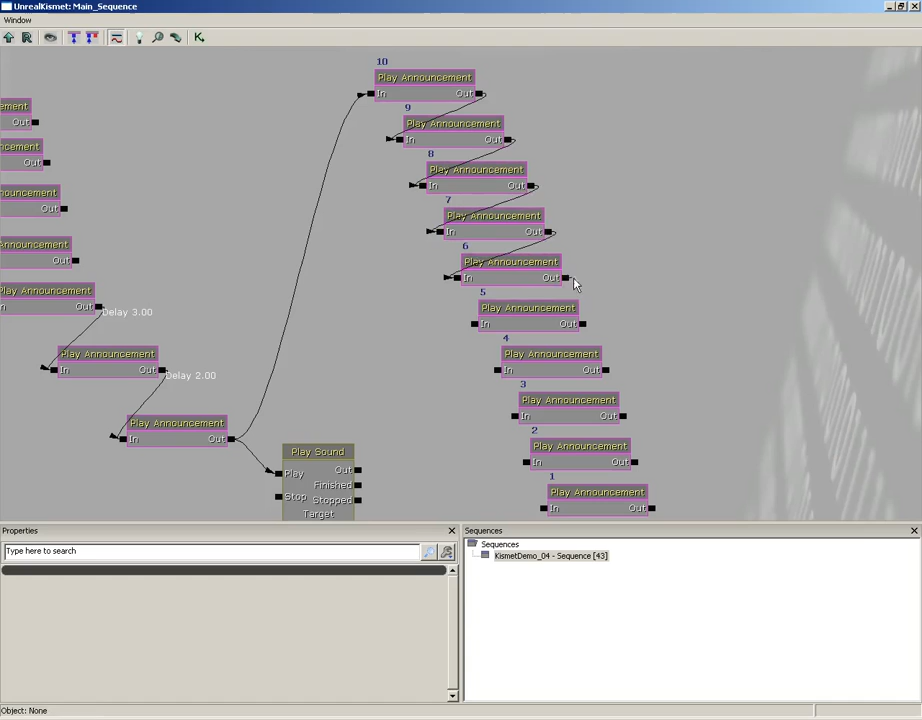 UnrealKismet: Main_Sequence
Window
10
Play Announcement
In Out
9
Play Announcement
In Out
8
Play Announcement
In Out
7
Play Announcement
In Out
6
Play Announcement
In Out
5
Play Announcement
In Out
4
Play Announcement
In Out
3
Play Announcement
In Out
2
Play Announcement
In Out
1
Play Announcement
In Out
ement
Out
ncement
Out
nouncement
Out
Announcement
Out
Play Announcement
n Out
Delay 3.00
Play Announcement
In Out
Delay 2.00
Play Announcement
In Out
Play Sound
Play Out
Finished
Stop Stopped
Target
Properties
Type here to search
Sequences
Sequences
KismetDemo_04 - Sequence [43]
Object: None